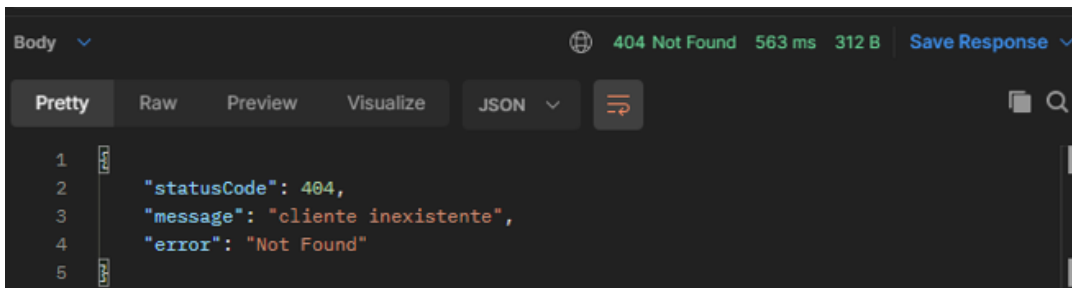 Body 404 Not Found 563 ms 312 B Save Response
Pretty Raw Preview Visualize JSON
1 {
2 "statusCode": 404,
3 "message": "cliente inexistente",
4 "error": "Not Found"
5 }